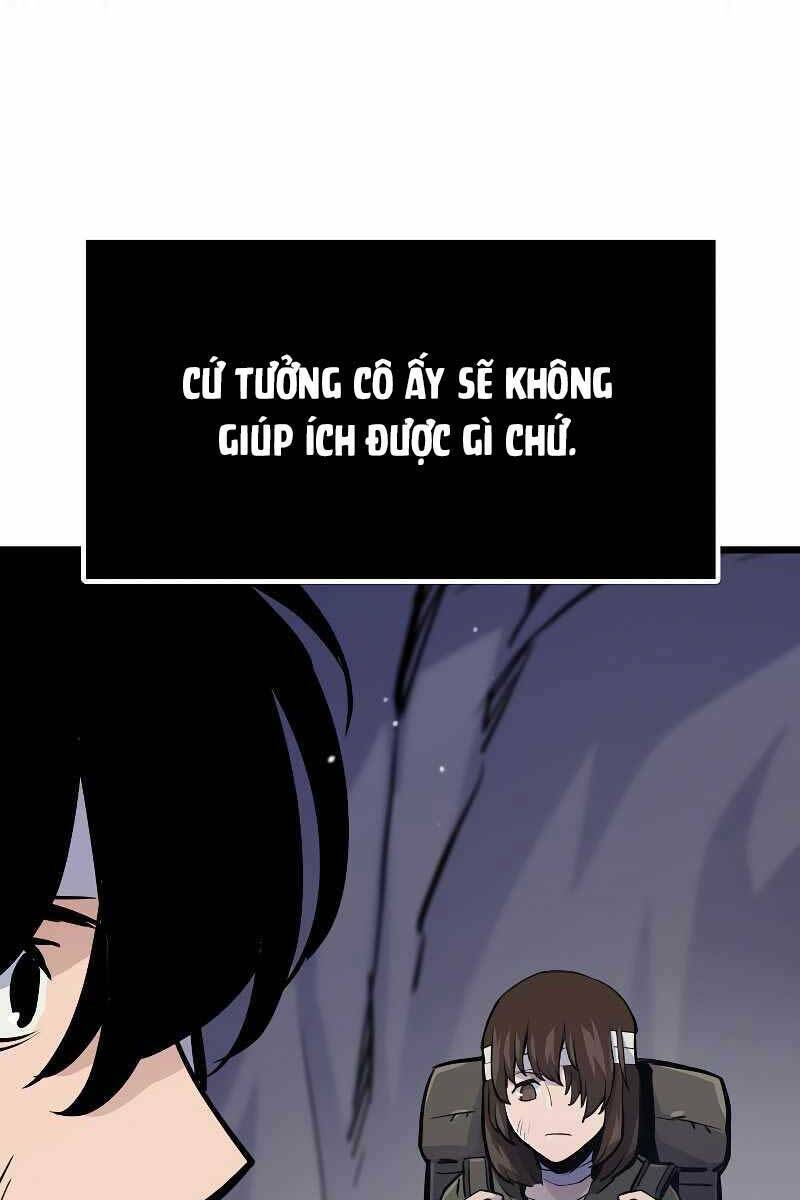 CỨ TƯỞNG CÔ ẤY SẼ KHÔNG
GIÚP ÍCH ĐƯỢC GÌ CHỨ.